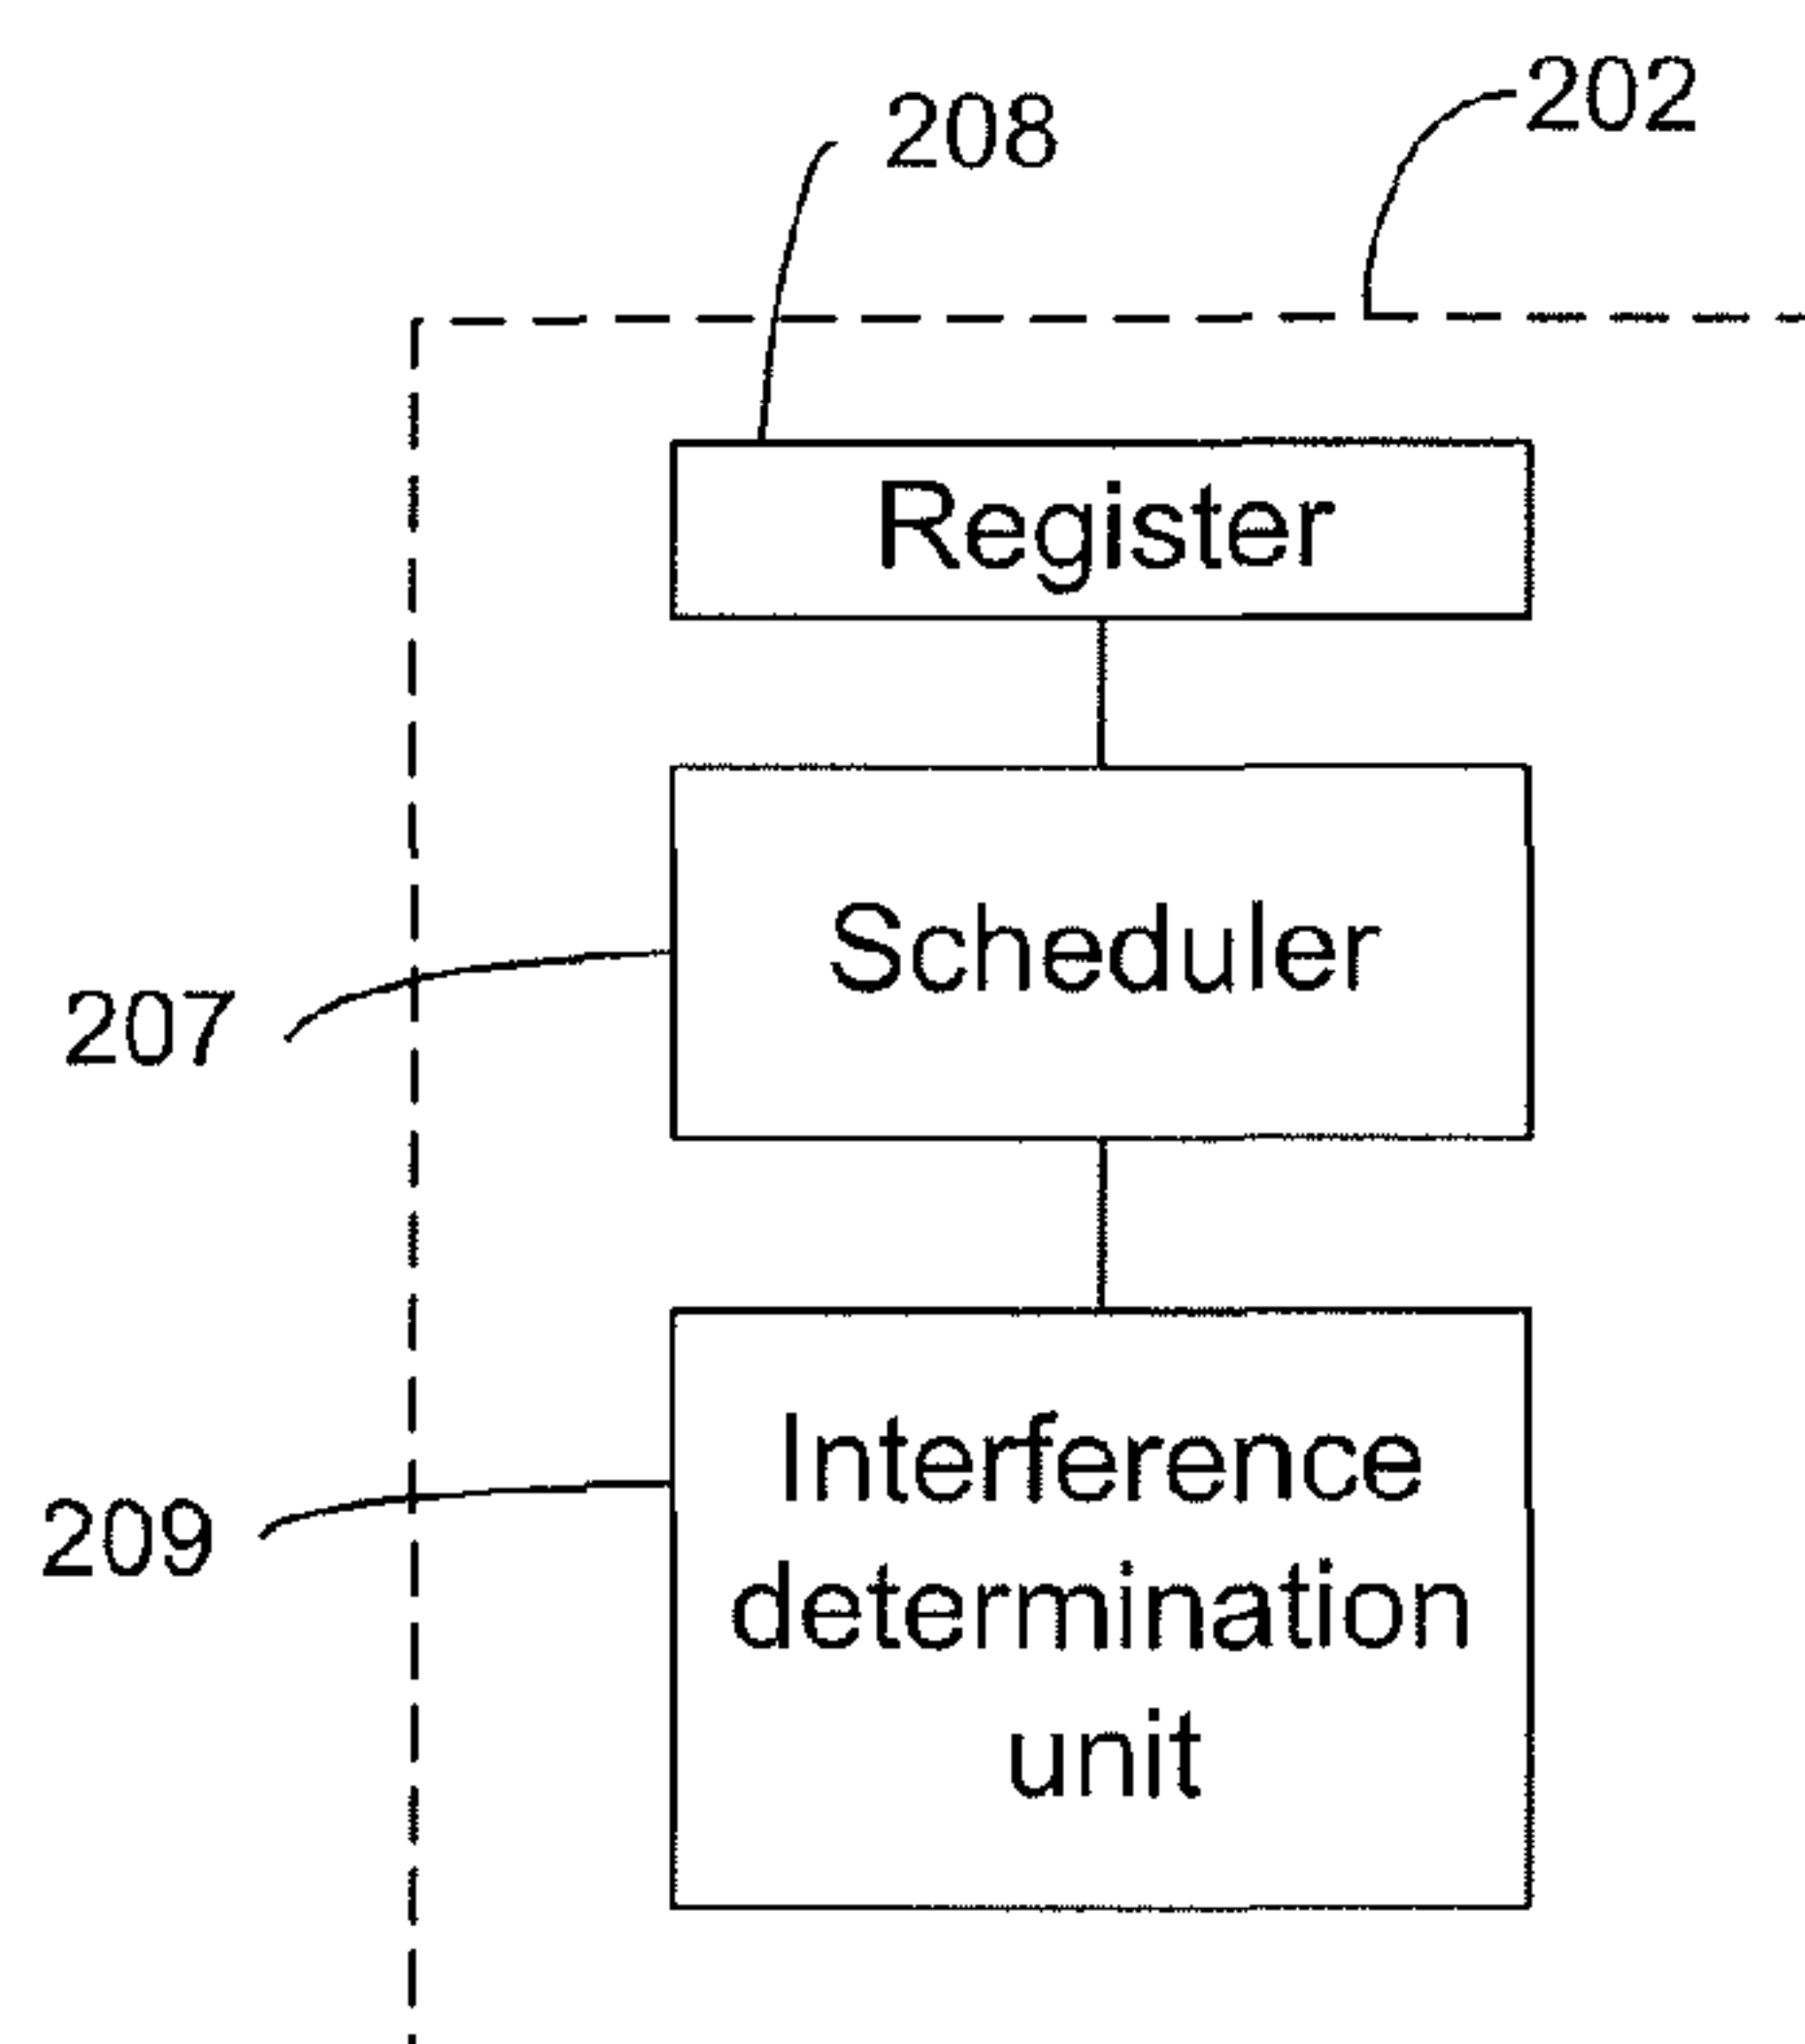 202
208
Register
Scheduler
207
Interference
209
determination
unit